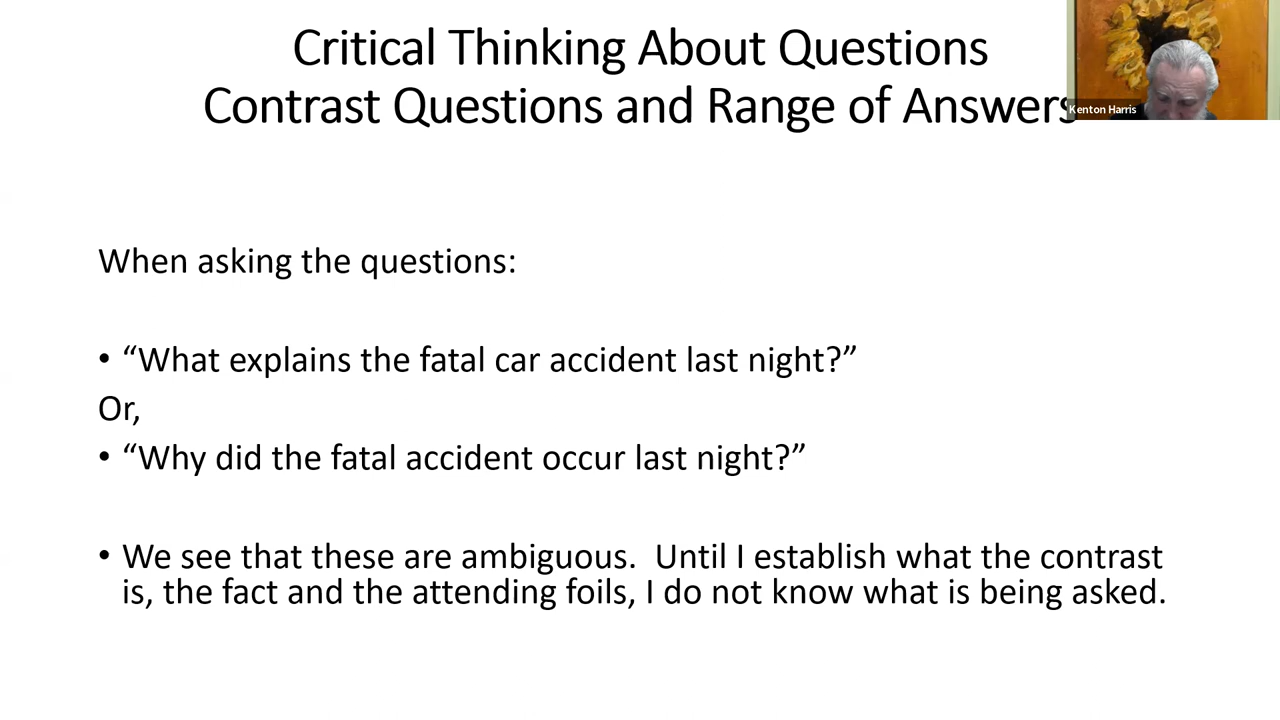 Critical Thinking About Questions
Contrast Questions and Range of Answers
Kenton Harris
When asking the questions:
• “What explains the fatal car accident last night?”
Or,
• “Why did the fatal accident occur last night?”
• We see that these are ambiguous.  Until I establish what the contrast
is, the fact and the attending foils, I do not know what is being asked.